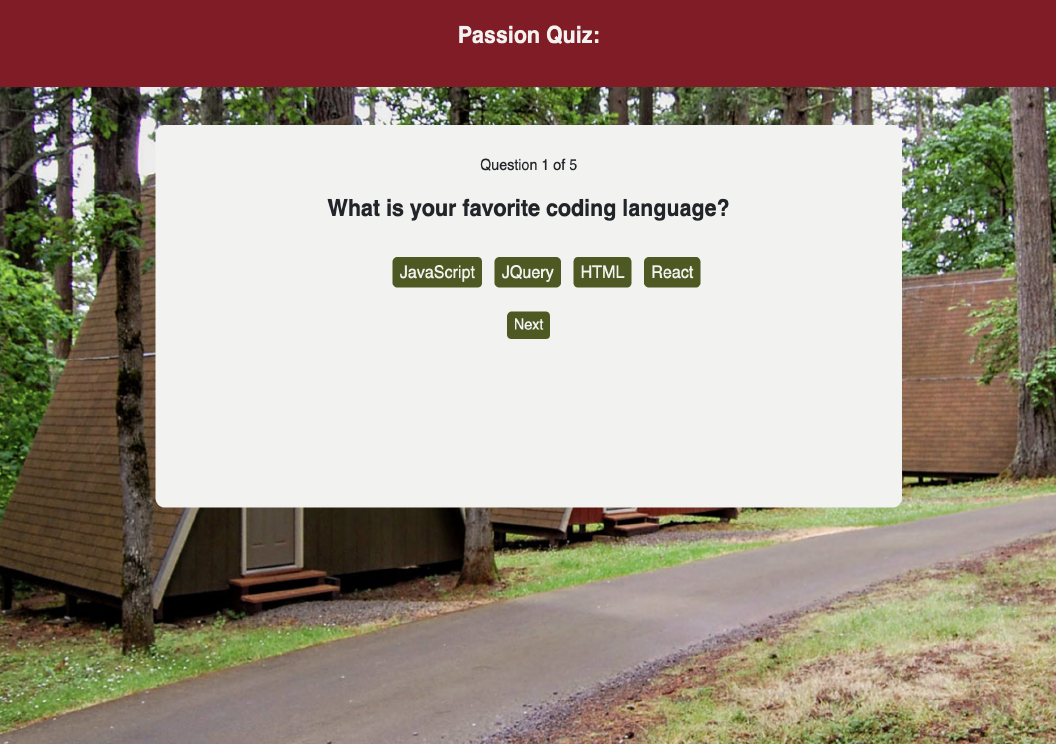 Passion Quiz:
Question 1 of 5
What is your favorite coding language?
JavaScript JQuery HTML React
Next